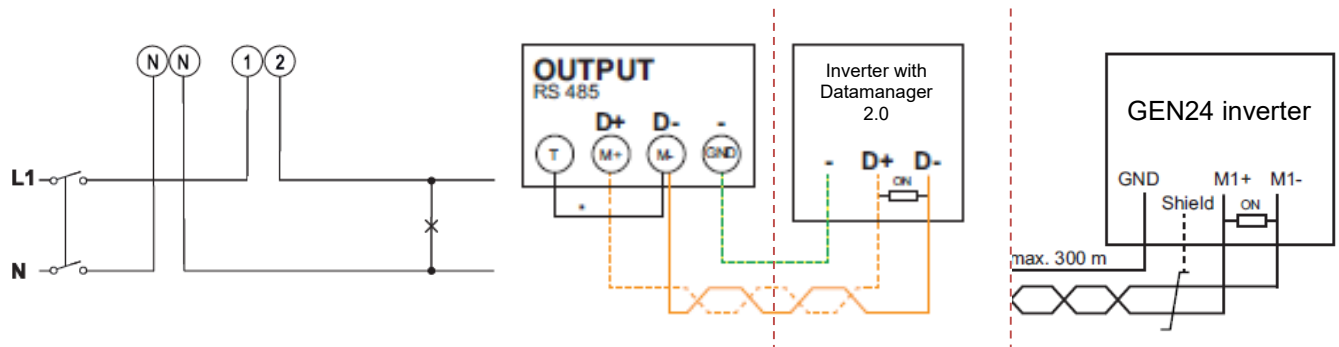 N N 1 2
L1
N
OUTPUT
RS 485
D+ D- -
T M+ M- GND
*
Inverter with
Datamanager
2.0
- D+ D-
ON
GEN24 inverter
GND M1+ M1-
Shield ON
max. 300 m